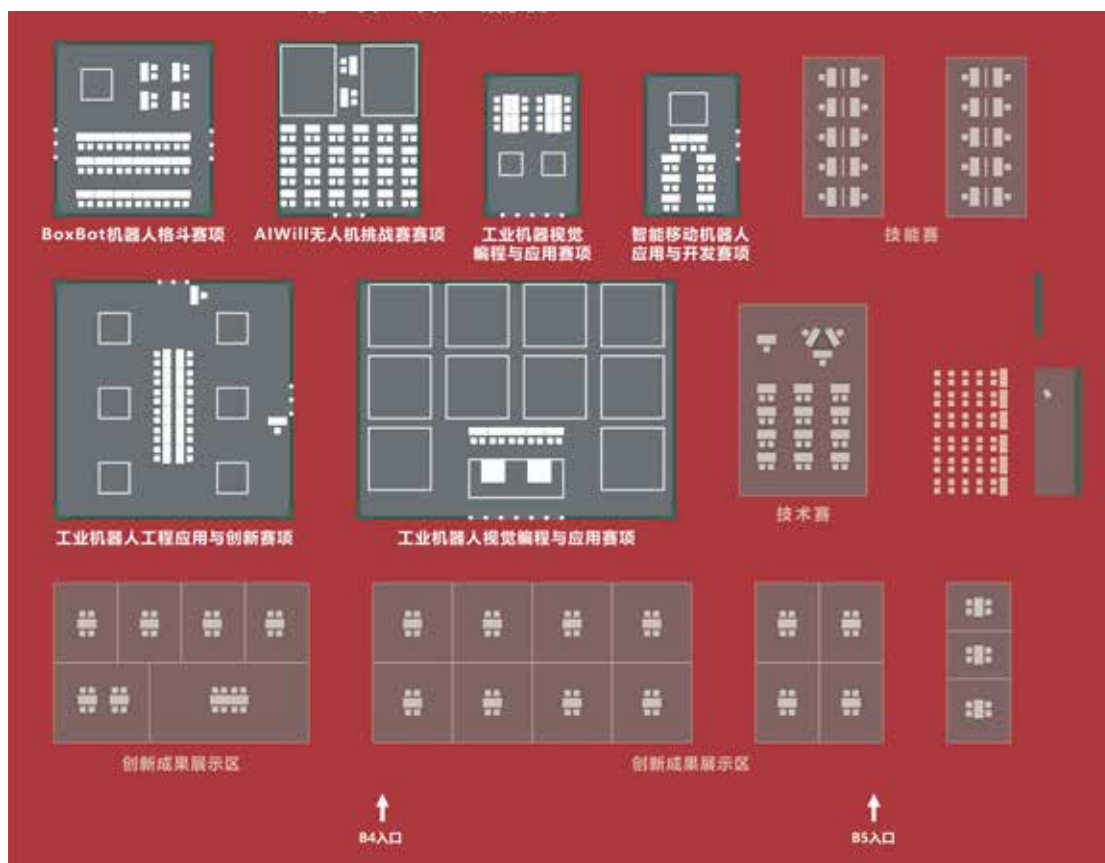 BoxBot机器人格斗赛项
AIWill无人机挑战赛赛项
工业机器视觉
编程与应用赛项
智能移动机器人
应用与开发赛项
技能赛
工业机器人工程应用与创新赛项
工业机器人视觉编程与应用赛项
技术赛
创新成果展示区
创新成果展示区
B4入口
B5入口